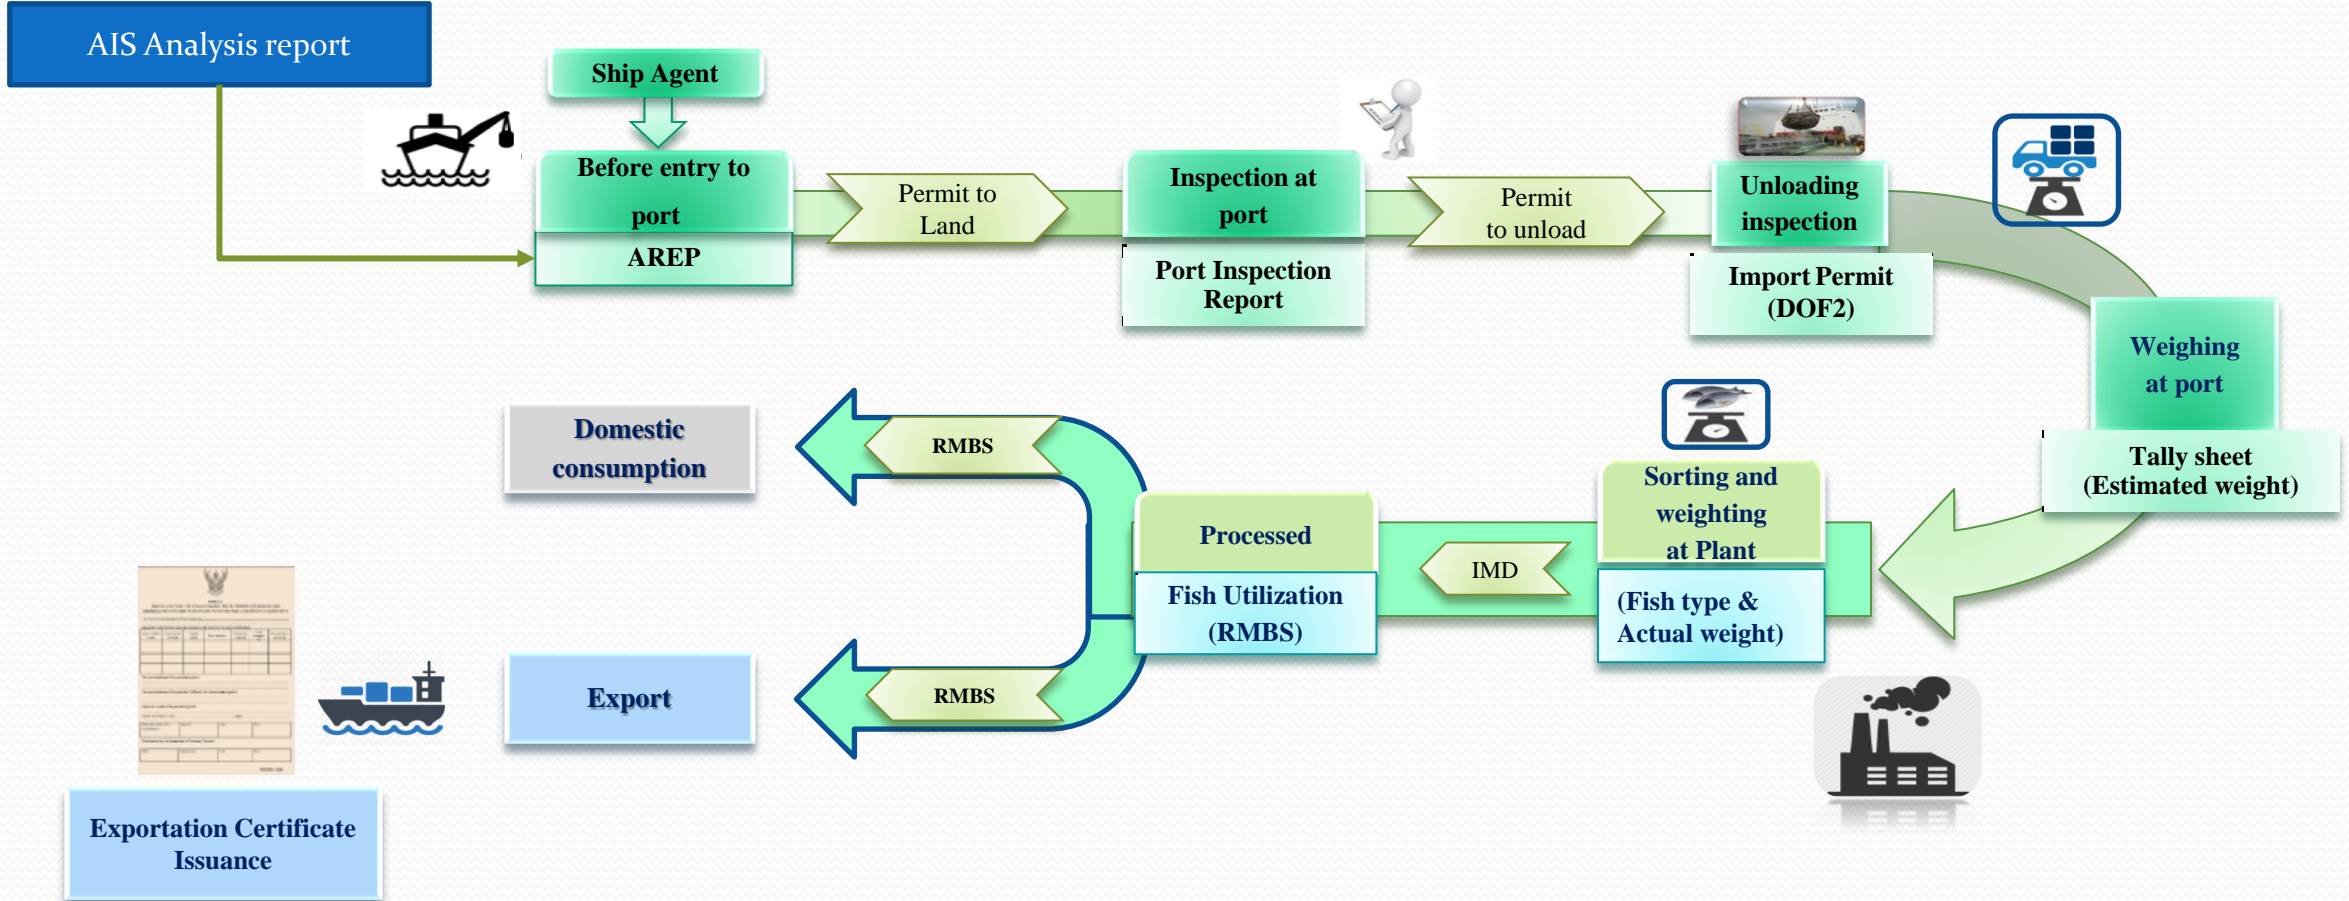 AIS Analysis report
Ship Agent
Before entry to
port
AREP
Permit to
Land
Inspection at
port
Port Inspection
Report
Permit
to unload
Unloading
inspection
Import Permit
(DOF2)
Weighing
at port
Tally sheet
(Estimated weight)
Sorting and
weighting
at Plant
(Fish type &
Actual weight)
IMD
Processed
Fish Utilization
(RMBS)
RMBS
Domestic
consumption
RMBS
Export
Exportation Certificate
Issuance